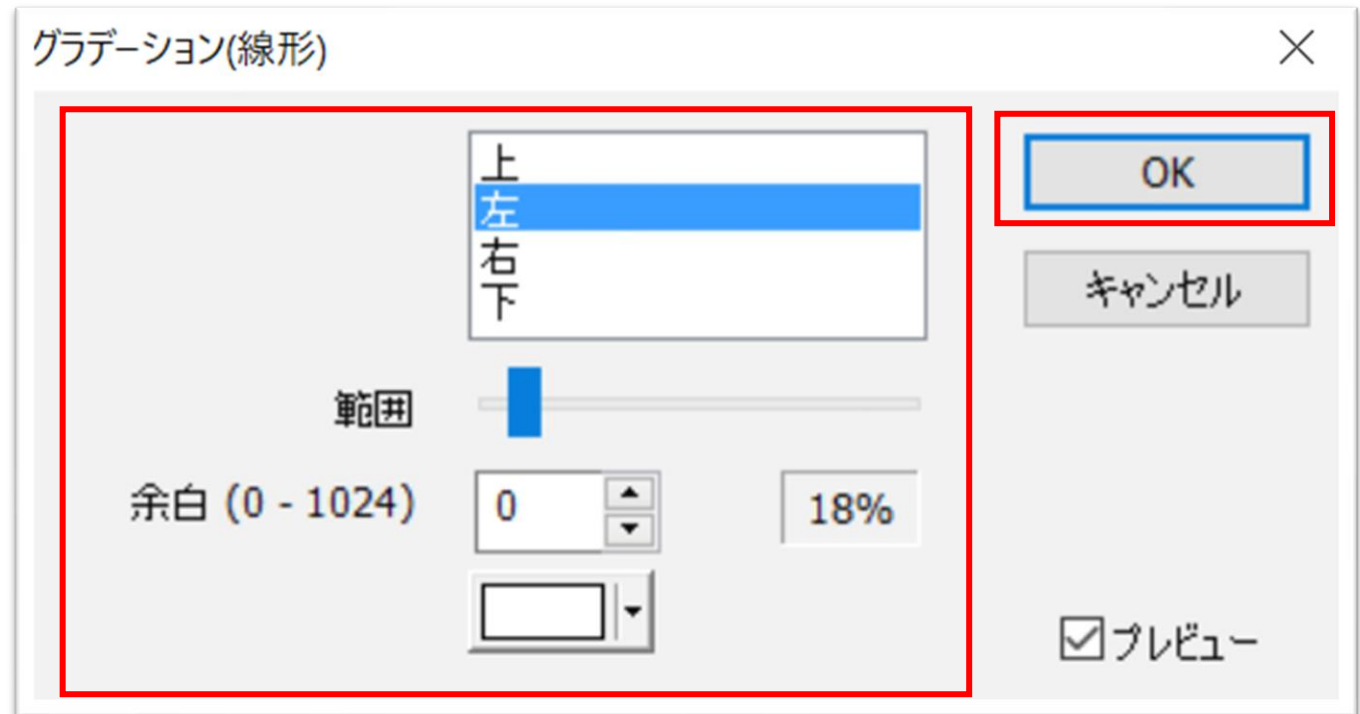 グラデーション(線形)
上
左
右
下
範囲
余白 (0 - 1024)
0
18%
OK
キャンセル
プレビュー